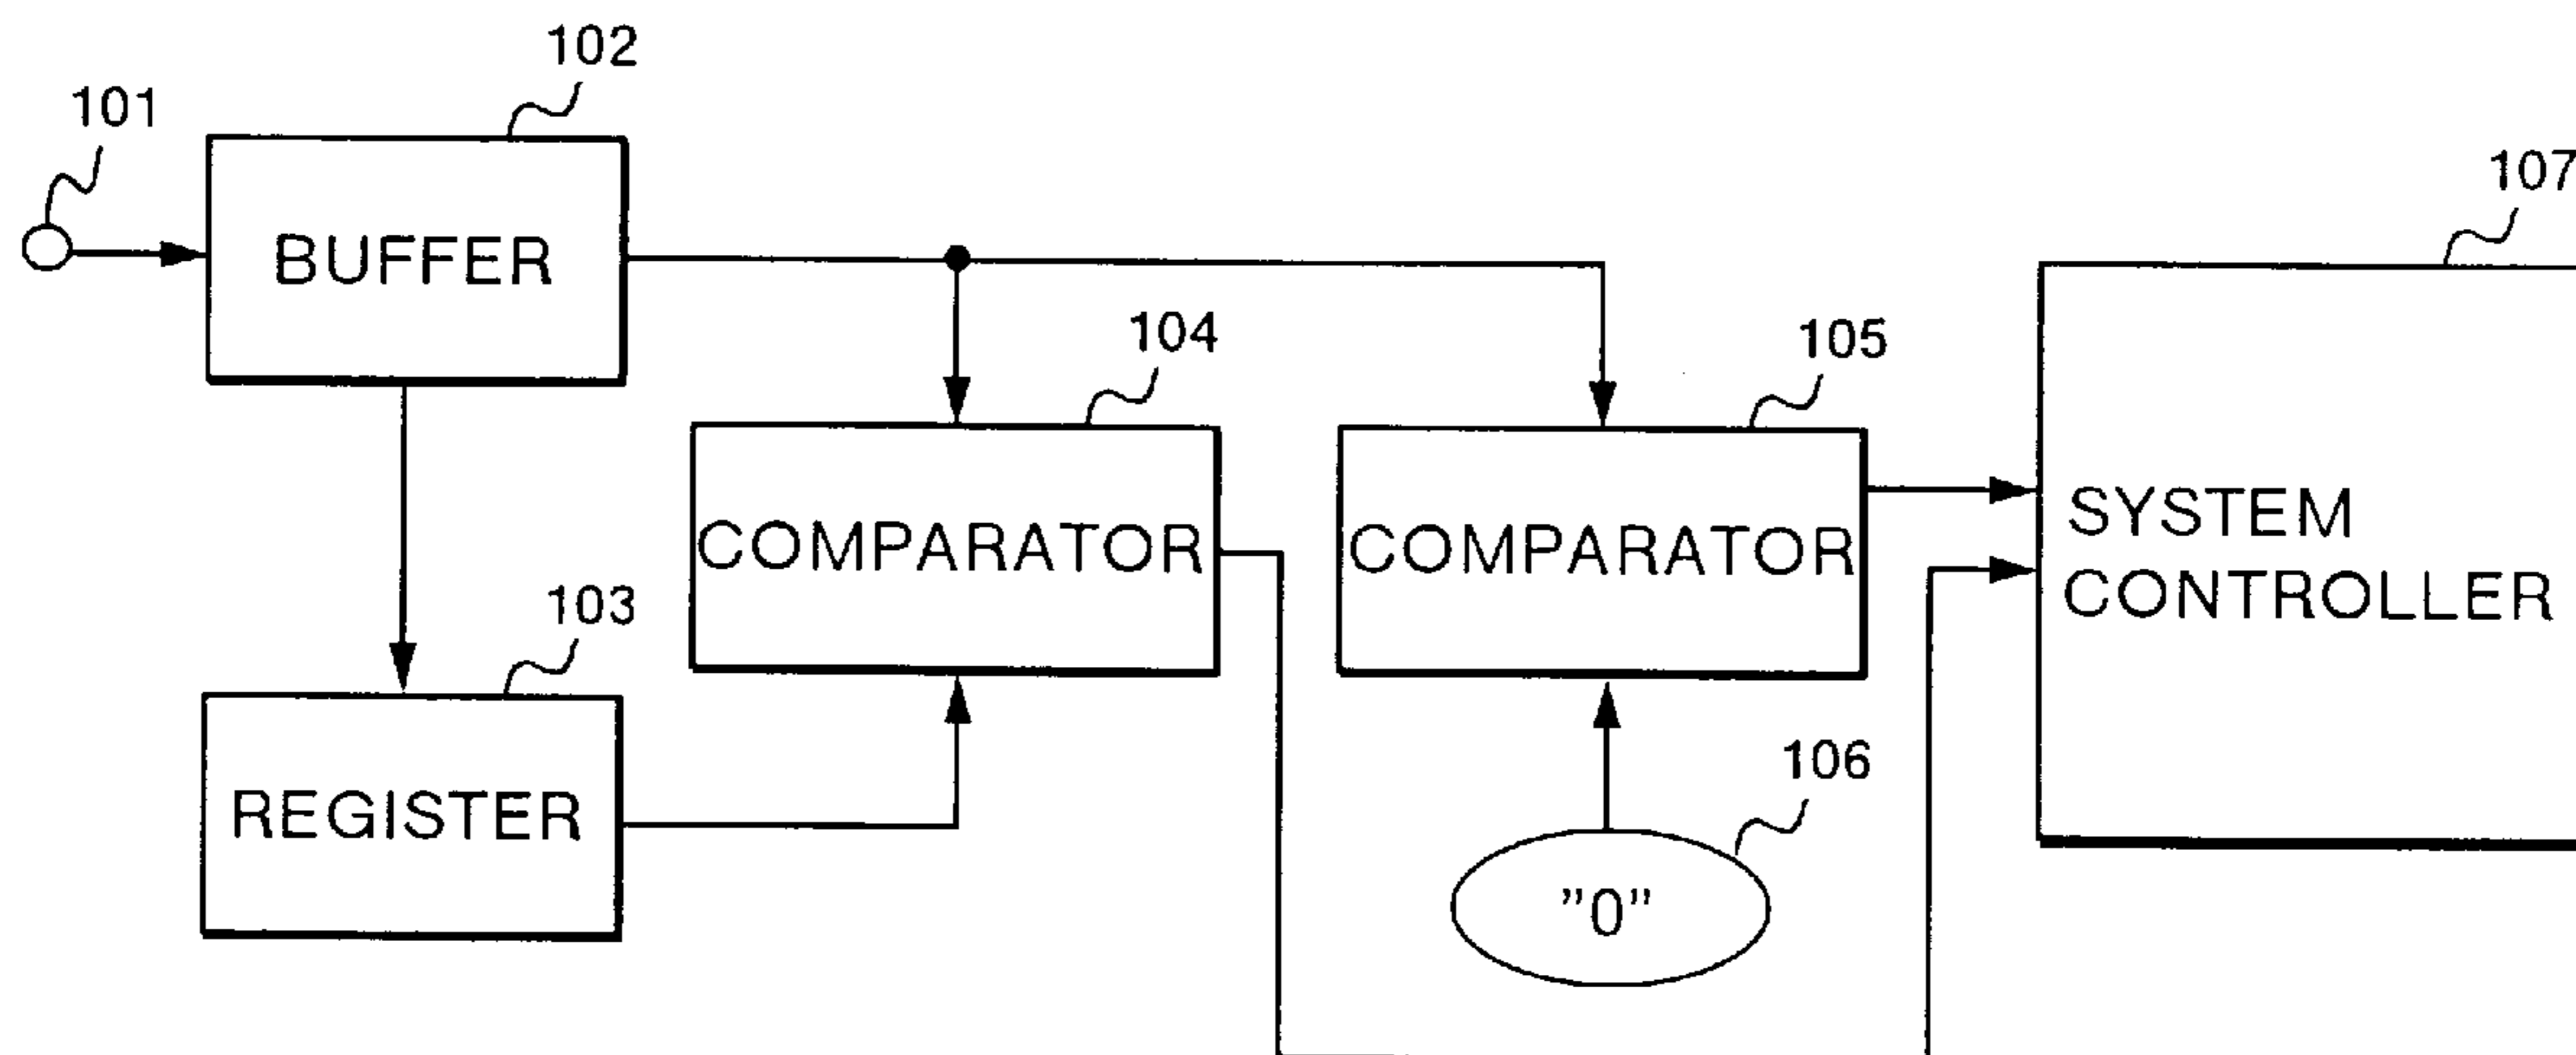 102
101
107
BUFFER
104
105
SYSTEM
CONTROLLER
COMPARATOR
COMPARATOR
103
106
REGISTER
”0”